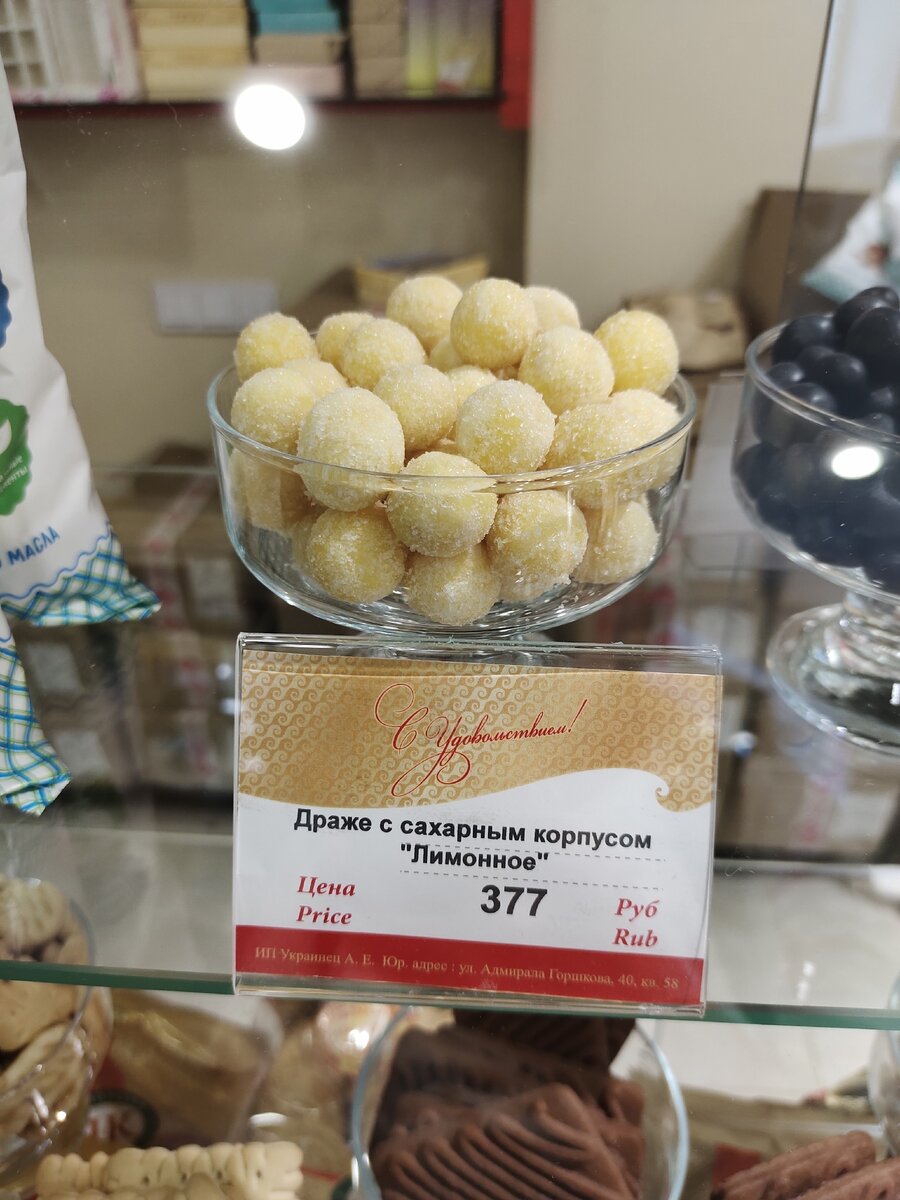 МАСЛА
С Удовольствием!
Драже с сахарным корпусом
"Лимонное"
Цена 377 Руб
Price Rub
ИП Украинец А. Е. Юр. адрес : ул. Адмирала Горшкова, 40, кв. 58